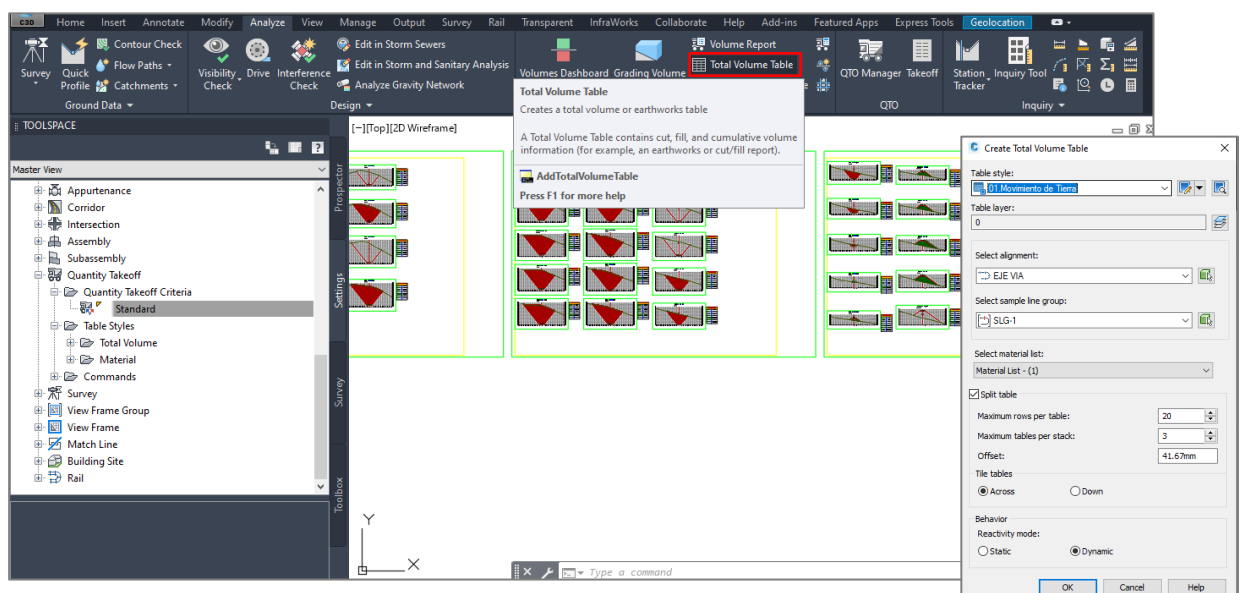 C3D Home Insert Annotate Modify Analyze View Manage Output Survey Rail Transparent InfraWorks Collaborate Help Add-ins Featured Apps Express Tools Geolocation
Survey
Quick Profile
Contour Check
Flow Paths
Catchments
Ground Data
Visibility Check
Drive
Interference Check
Edit in Storm Sewers
Edit in Storm and Sanitary Analysis
Analyze Gravity Network
Design
Volumes Dashboard
Grading Volume
Volume Report
Total Volume Table
QTO Manager
Takeoff
QTO
Station Tracker
Inquiry Tool
Inquiry
Total Volume Table
Creates a total volume or earthworks table
A Total Volume Table contains cut, fill, and cumulative volume
information (for example, an earthworks or cut/fill report).
AddTotalVolumeTable
Press F1 for more help
TOOLSPACE
Master View
Appurtenance
Corridor
Intersection
Assembly
Subassembly
Quantity Takeoff
Quantity Takeoff Criteria
Standard
Table Styles
Total Volume
Material
Commands
Survey
View Frame Group
View Frame
Match Line
Building Site
Rail
Prospector
Settings
Survey
Toolbox
[−][Top][2D Wireframe]
Y
X
Type a command
Create Total Volume Table
Table style:
01.Movimiento de Tierra
Table layer:
0
Select alignment:
EJE VIA
Select sample line group:
SLG-1
Select material list:
Material List - (1)
Split table
Maximum rows per table: 20
Maximum tables per stack: 3
Offset: 41.67mm
Tile tables
Across Down
Behavior
Reactivity mode:
Static Dynamic
OK Cancel Help